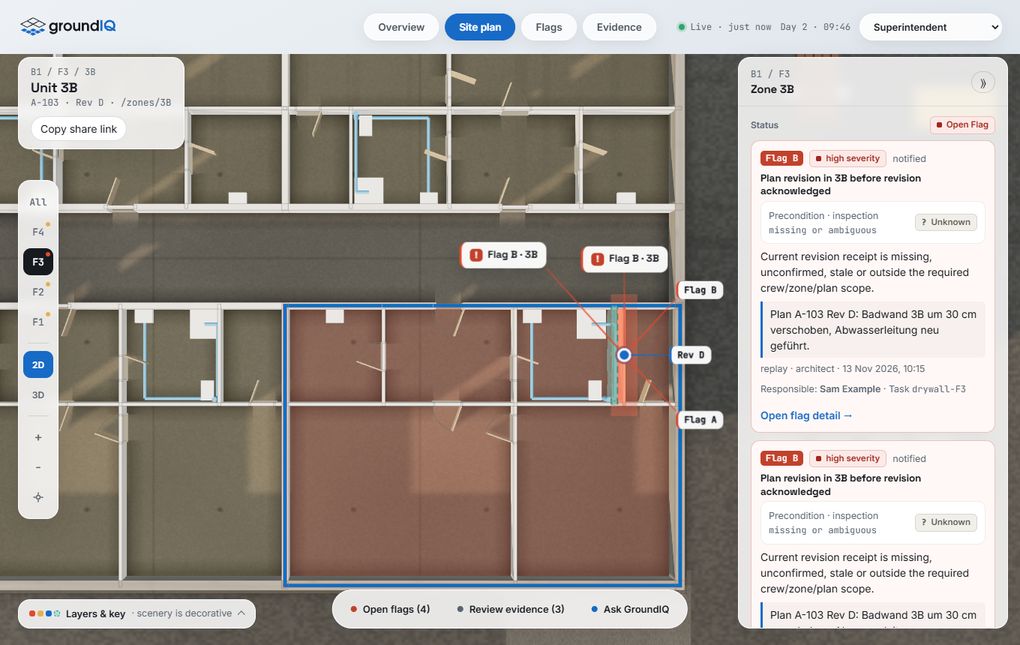 groundIQ
Overview
Site plan
Flags
Evidence
Live · just now Day 2 · 09:46
Superintendent
B1 / F3 / 3B
Unit 3B
A-103 · Rev D · /zones/3B
Copy share link
All
F4
F3
F2
F1
2D
3D
+
-
! Flag B · 3B
! Flag B · 3B
Flag B
Rev D
Flag A
B1 / F3
Zone 3B
Status
Open Flag
Flag B high severity notified
Plan revision in 3B before revision
acknowledged
Precondition · inspection
missing or ambiguous
? Unknown
Current revision receipt is missing,
unconfirmed, stale or outside the required
crew/zone/plan scope.
Plan A-103 Rev D: Badwand 3B um 30 cm
verschoben, Abwasserleitung neu
geführt.
replay · architect · 13 Nov 2026, 10:15
Responsible: Sam Example · Task drywall-F3
Open flag detail →
Flag B high severity notified
Plan revision in 3B before revision
acknowledged
Precondition · inspection
missing or ambiguous
? Unknown
Current revision receipt is missing,
unconfirmed, stale or outside the required
crew/zone/plan scope.
Plan A-103 Rev D: Badwand 3B um 30 cm
Layers & key · scenery is decorative
Open flags (4)
Review evidence (3)
Ask GroundIQ